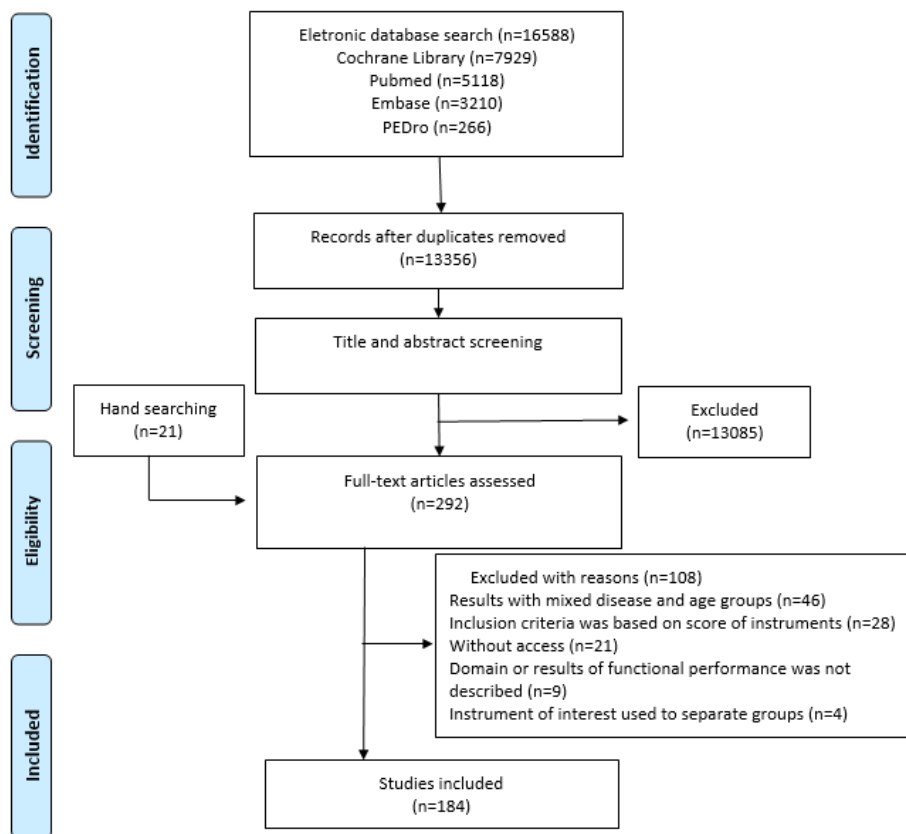 Identification
Eletronic database search (n=16588)
Cochrane Library (n=7929)
Pubmed (n=5118)
Embase (n=3210)
PEDro (n=266)
Screening
Records after duplicates removed
(n=13356)
Title and abstract screening
Hand searching
(n=21)
Excluded
(n=13085)
Eligibility
Full-text articles assessed
(n=292)
Excluded with reasons (n=108)
Results with mixed disease and age groups (n=46)
Inclusion criteria was based on score of instruments (n=28)
Without access (n=21)
Domain or results of functional performance was not
described (n=9)
Instrument of interest used to separate groups (n=4)
Included
Studies included
(n=184)